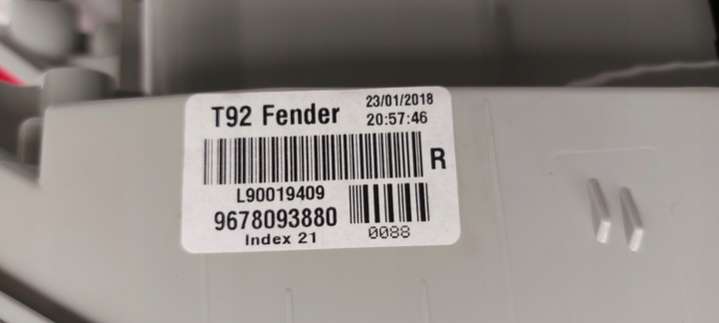 T92 Fender
23/01/2018
20:57:46
R
L90019409
9678093880
Index 21
0088